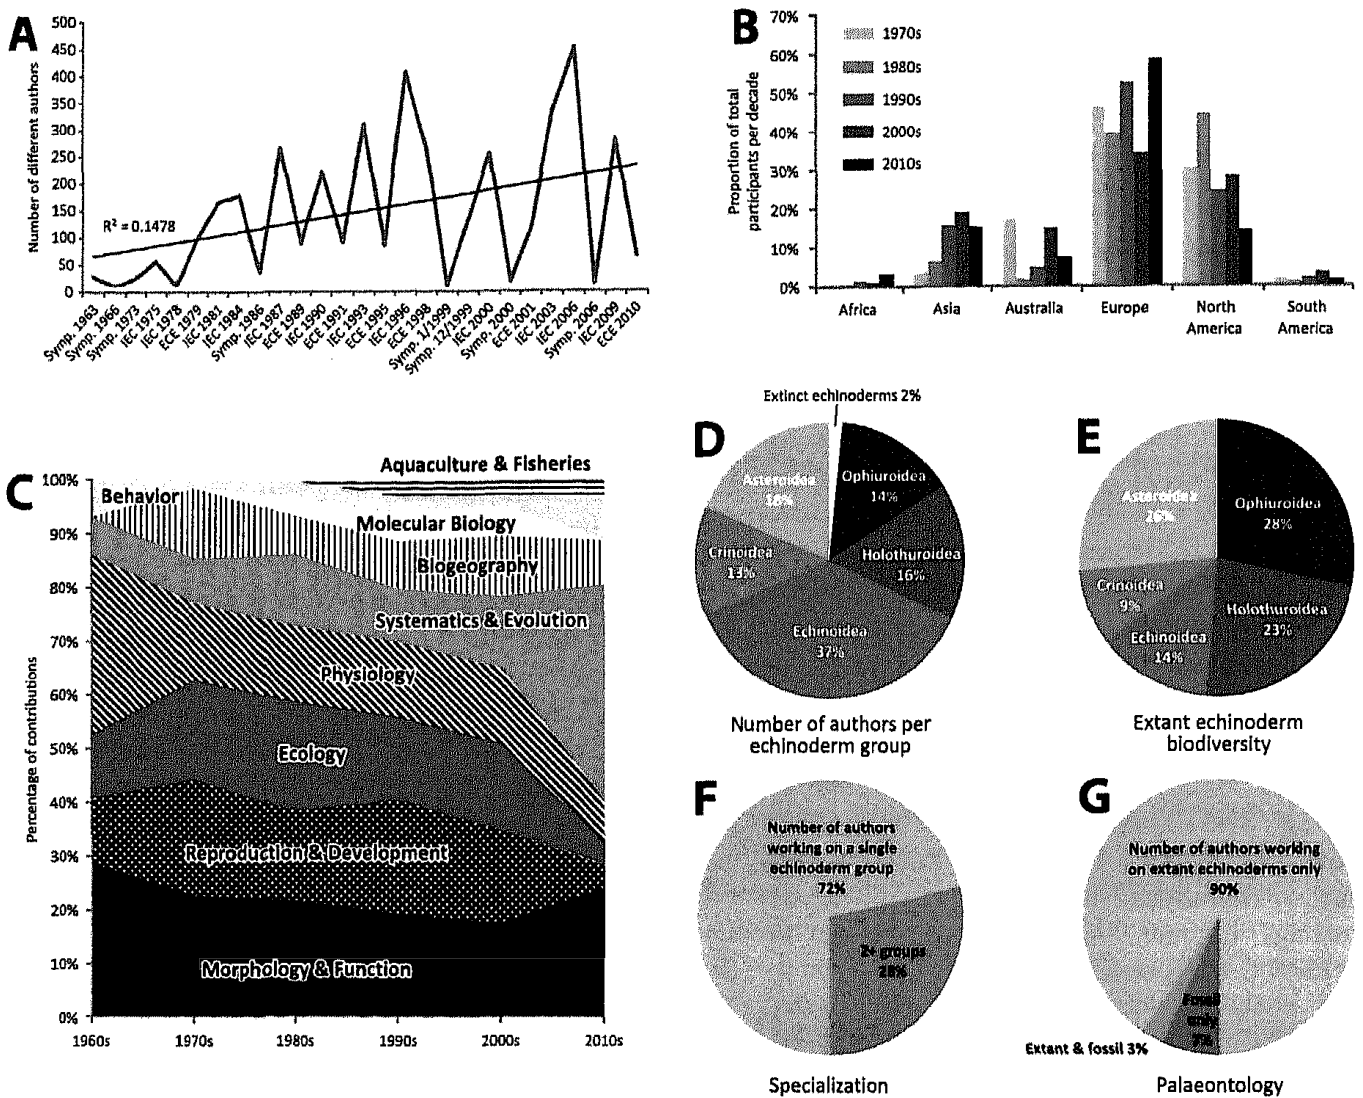 A
Number of different authors
500
450
400
350
300
250
200
150
100
50
0
R² = 0.1478
Symp. 1963
Symp. 1966
Symp. 1973
IEC 1975
IEC 1978
ECE 1979
IEC 1981
IEC 1984
Symp. 1986
IEC 1987
ECE 1989
IEC 1990
ECE 1991
IEC 1993
ECE 1995
IEC 1996
ECE 1998
Symp. 1/1999
Symp. 12/1999
IEC 2000
Symp. 2000
ECE 2001
IEC 2003
IEC 2006
Symp. 2006
IEC 2009
ECE 2010
B
Proportion of total
participants per decade
70%
60%
50%
40%
30%
20%
10%
0%
1970s
1980s
1990s
2000s
2010s
Africa
Asia
Australia
Europe
North
America
South
America
C
Percentage of contributions
100%
90%
80%
70%
60%
50%
40%
30%
20%
10%
0%
Aquaculture & Fisheries
Behavior
Molecular Biology
Biogeography
Systematics & Evolution
Physiology
Ecology
Reproduction & Development
Morphology & Function
1960s
1970s
1980s
1990s
2000s
2010s
D
Extinct echinoderms 2%
Asteroidea
18%
Ophiuroidea
14%
Crinoidea
13%
Holothuroidea
16%
Echinoidea
37%
Number of authors per
echinoderm group
E
Asteroidea
26%
Ophiuroidea
28%
Crinoidea
9%
Echinoidea
14%
Holothuroidea
23%
Extant echinoderm
biodiversity
F
Number of authors
working on a single
echinoderm group
72%
2+ groups
28%
Specialization
G
Number of authors working
on extant echinoderms only
90%
Fossil
only
7%
Extant & fossil 3%
Palaeontology